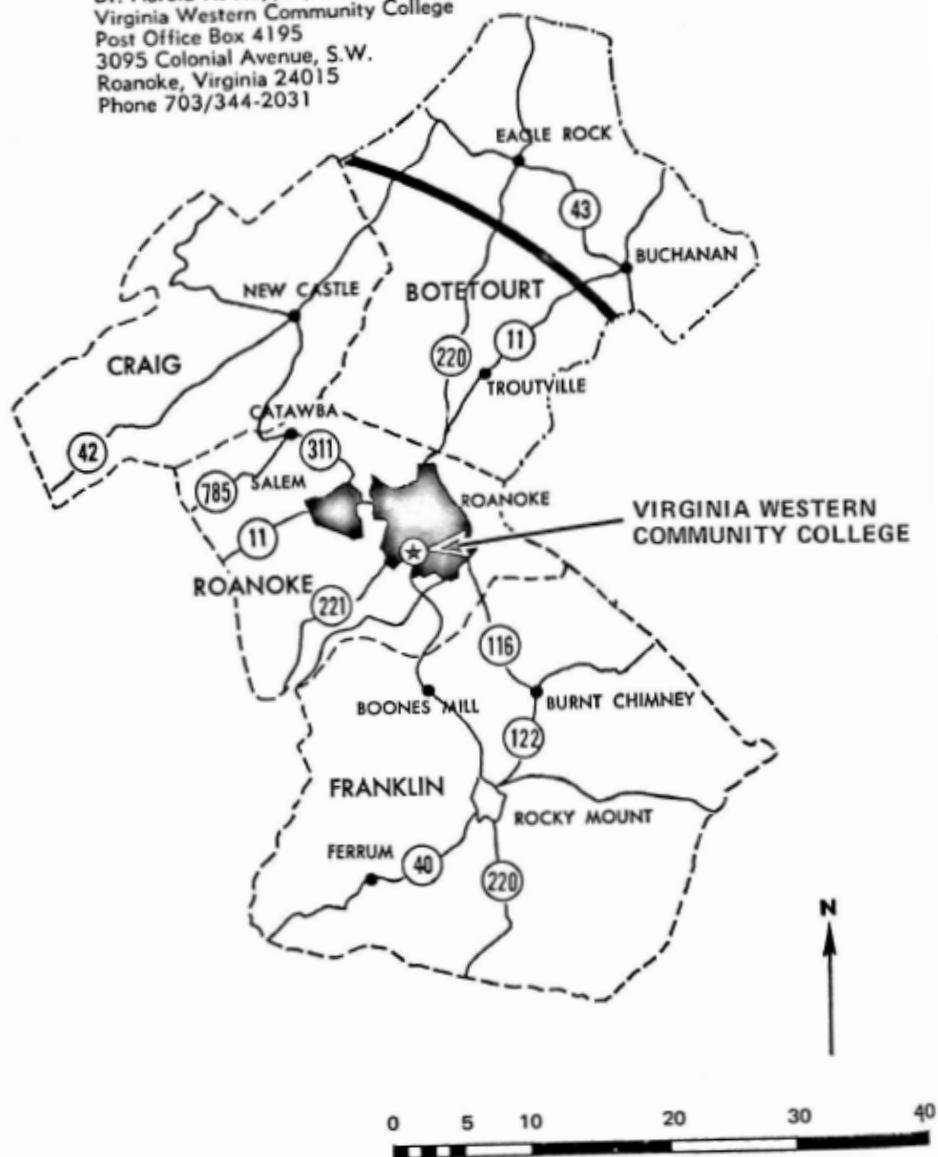 Virginia Western Community College
Post Office Box 4195
3095 Colonial Avenue, S.W.
Roanoke, Virginia 24015
Phone 703/344-2031
EAGLE ROCK
43
BUCHANAN
NEW CASTLE
BOTETOURT
CRAIG
220
11
TROUTVILLE
CATAWBA
42
311
785
SALEM
ROANOKE
11
VIRGINIA WESTERN
COMMUNITY COLLEGE
ROANOKE
221
116
BOONES MILL
BURNT CHIMNEY
122
FRANKLIN
ROCKY MOUNT
FERRUM
40
220
N
0 5 10 20 30 40